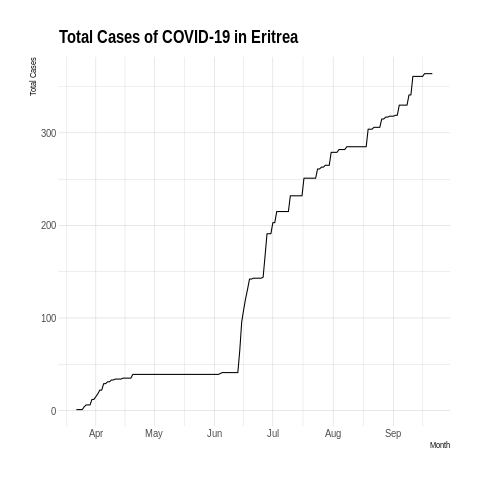 Total Cases of COVID-19 in Eritrea
Total Cases
300
200
100
0
Apr May Jun Jul Aug Sep
Month